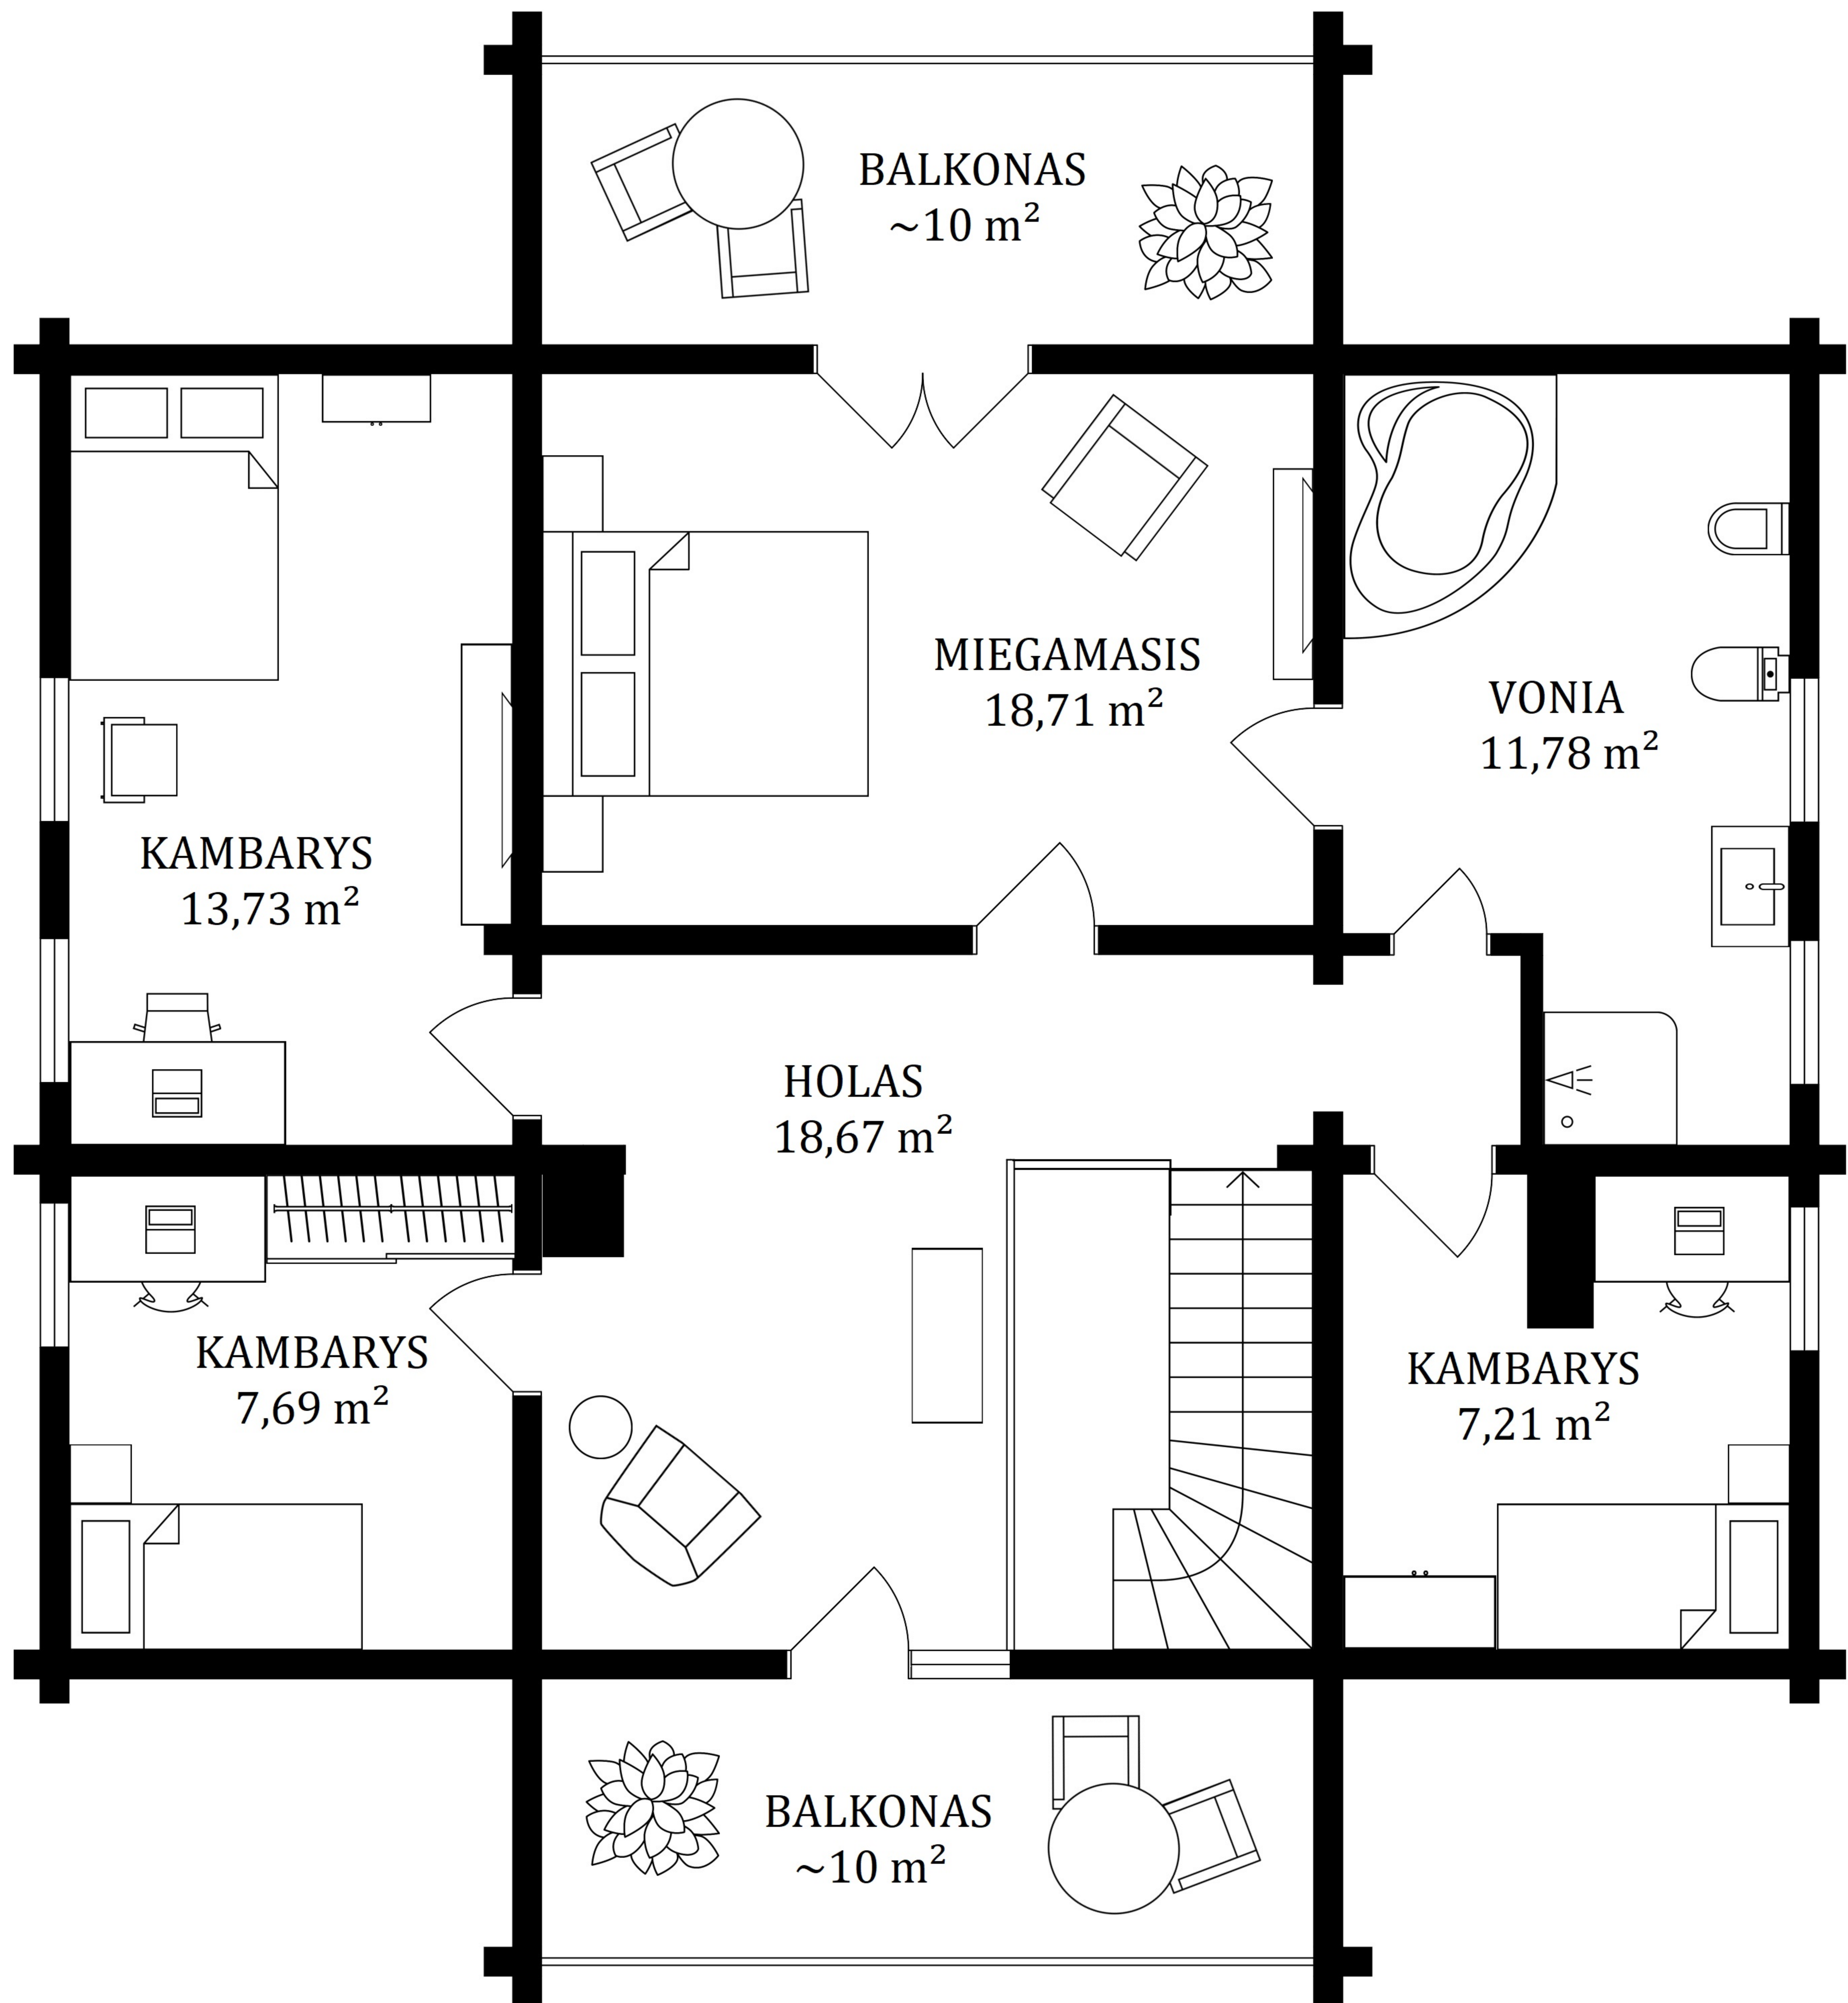 BALKONAS
~10 m²
MIEGAMASIS
18,71 m²
VONIA
11,78 m²
KAMBARYS
13,73 m²
HOLAS
18,67 m²
KAMBARYS
7,69 m²
KAMBARYS
7,21 m²
BALKONAS
~10 m²